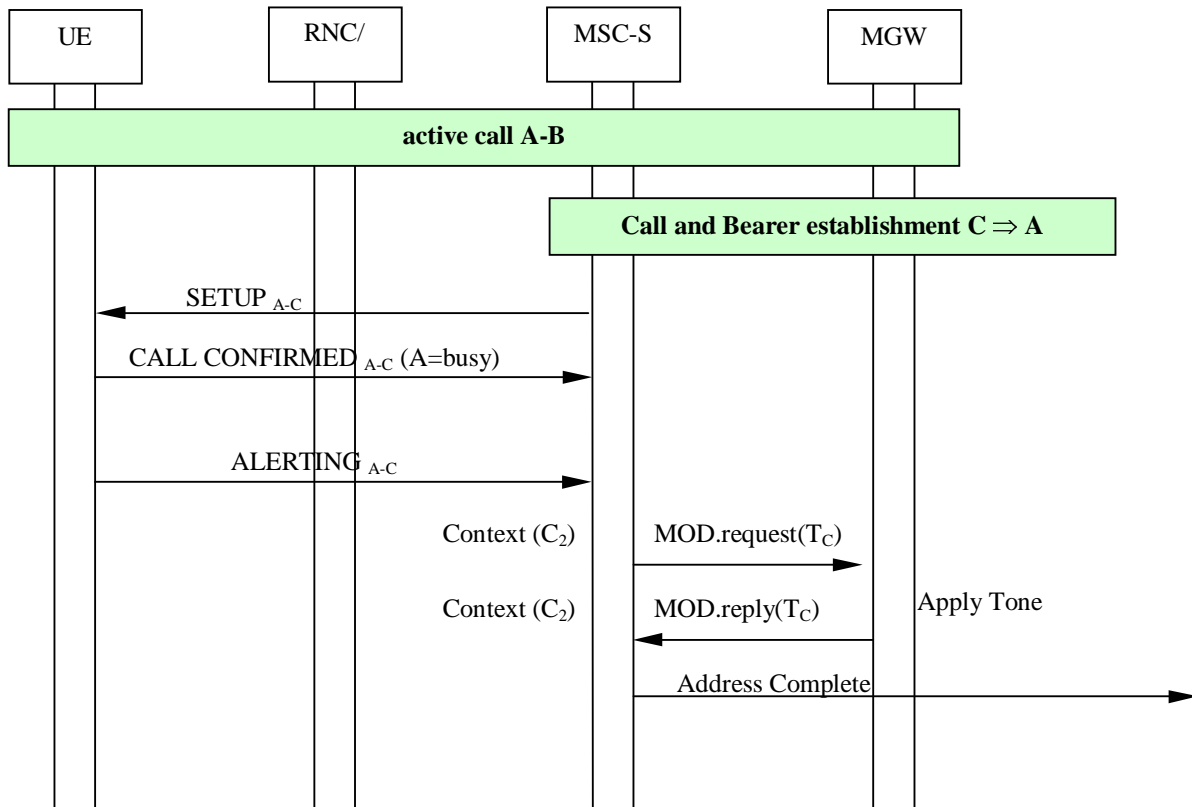 UE
RNC/
MSC-S
MGW
active call A-B
Call and Bearer establishment C ⇒ A
SETUP A-C
CALL CONFIRMED A-C (A=busy)
ALERTING A-C
Context (C2)
MOD.request(TC)
Context (C2)
MOD.reply(TC)
Apply Tone
Address Complete